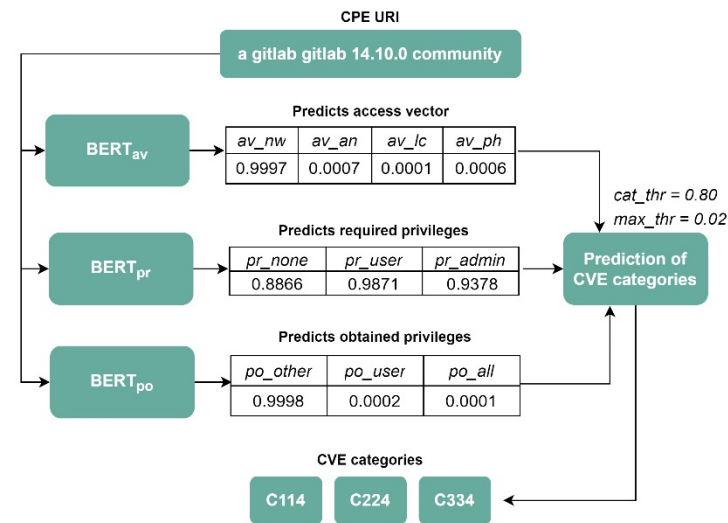 CPE URI
a gitlab gitlab 14.10.0 community
Predicts access vector
BERTav
av_nw av_an av_lc av_ph
0.9997 0.0007 0.0001 0.0006
cat_thr = 0.80
max_thr = 0.02
Predicts required privileges
BERTpr
pr_none pr_user pr_admin
0.8866 0.9871 0.9378
Prediction of
CVE categories
Predicts obtained privileges
BERTpo
po_other po_user po_all
0.9998 0.0002 0.0001
CVE categories
C114 C224 C334